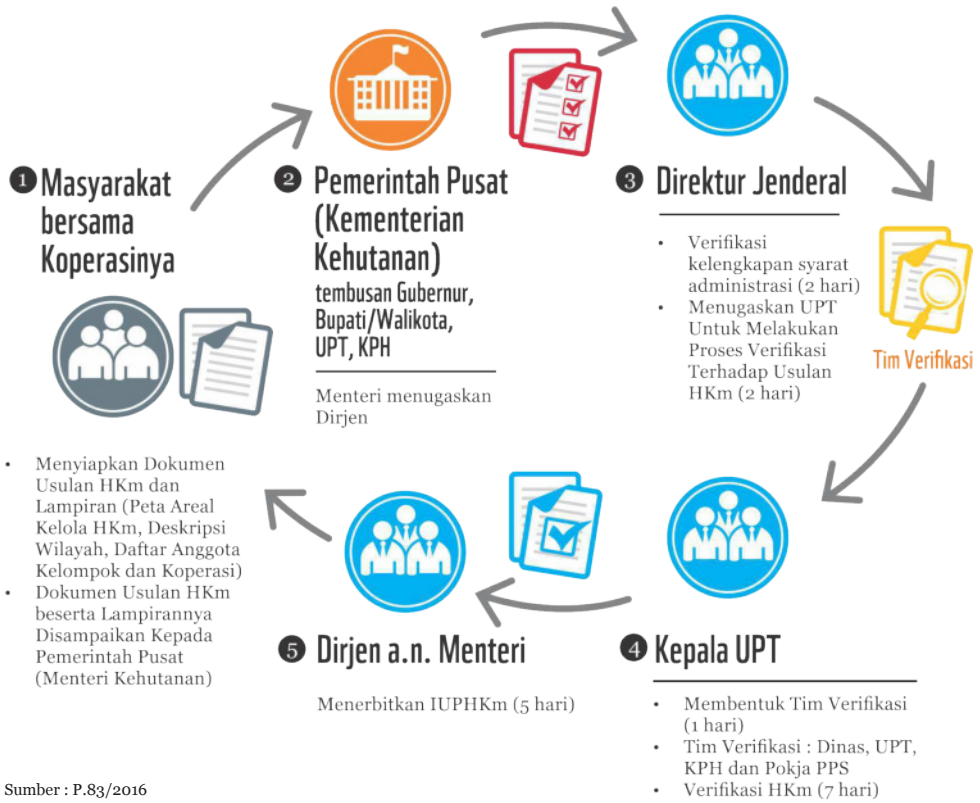 1 Masyarakat
bersama
Koperasinya
• Menyiapkan Dokumen
Usulan HKm dan
Lampiran (Peta Areal
Kelola HKm, Deskripsi
Wilayah, Daftar Anggota
Kelompok dan Koperasi)
• Dokumen Usulan HKm
beserta Lampirannya
Disampaikan Kepada
Pemerintah Pusat
(Menteri Kehutanan)
2 Pemerintah Pusat
(Kementerian
Kehutanan)
tembusan Gubernur,
Bupati/Walikota,
UPT, KPH
Menteri menugaskan
Dirjen
3 Direktur Jenderal
• Verifikasi
kelengkapan syarat
administrasi (2 hari)
• Menugaskan UPT
Untuk Melakukan
Proses Verifikasi
Terhadap Usulan
HKm (2 hari)
Tim Verifikasi
4 Kepala UPT
• Membentuk Tim Verifikasi
(1 hari)
• Tim Verifikasi : Dinas, UPT,
KPH dan Pokja PPS
• Verifikasi HKm (7 hari)
5 Dirjen a.n. Menteri
Menerbitkan IUPHKm (5 hari)
Sumber : P.83/2016